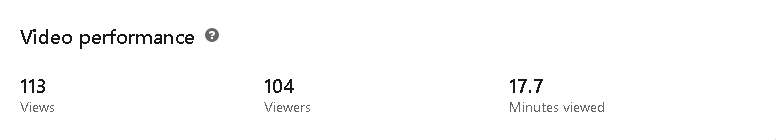 Video performance ?
113 104 17.7
Views Viewers Minutes viewed